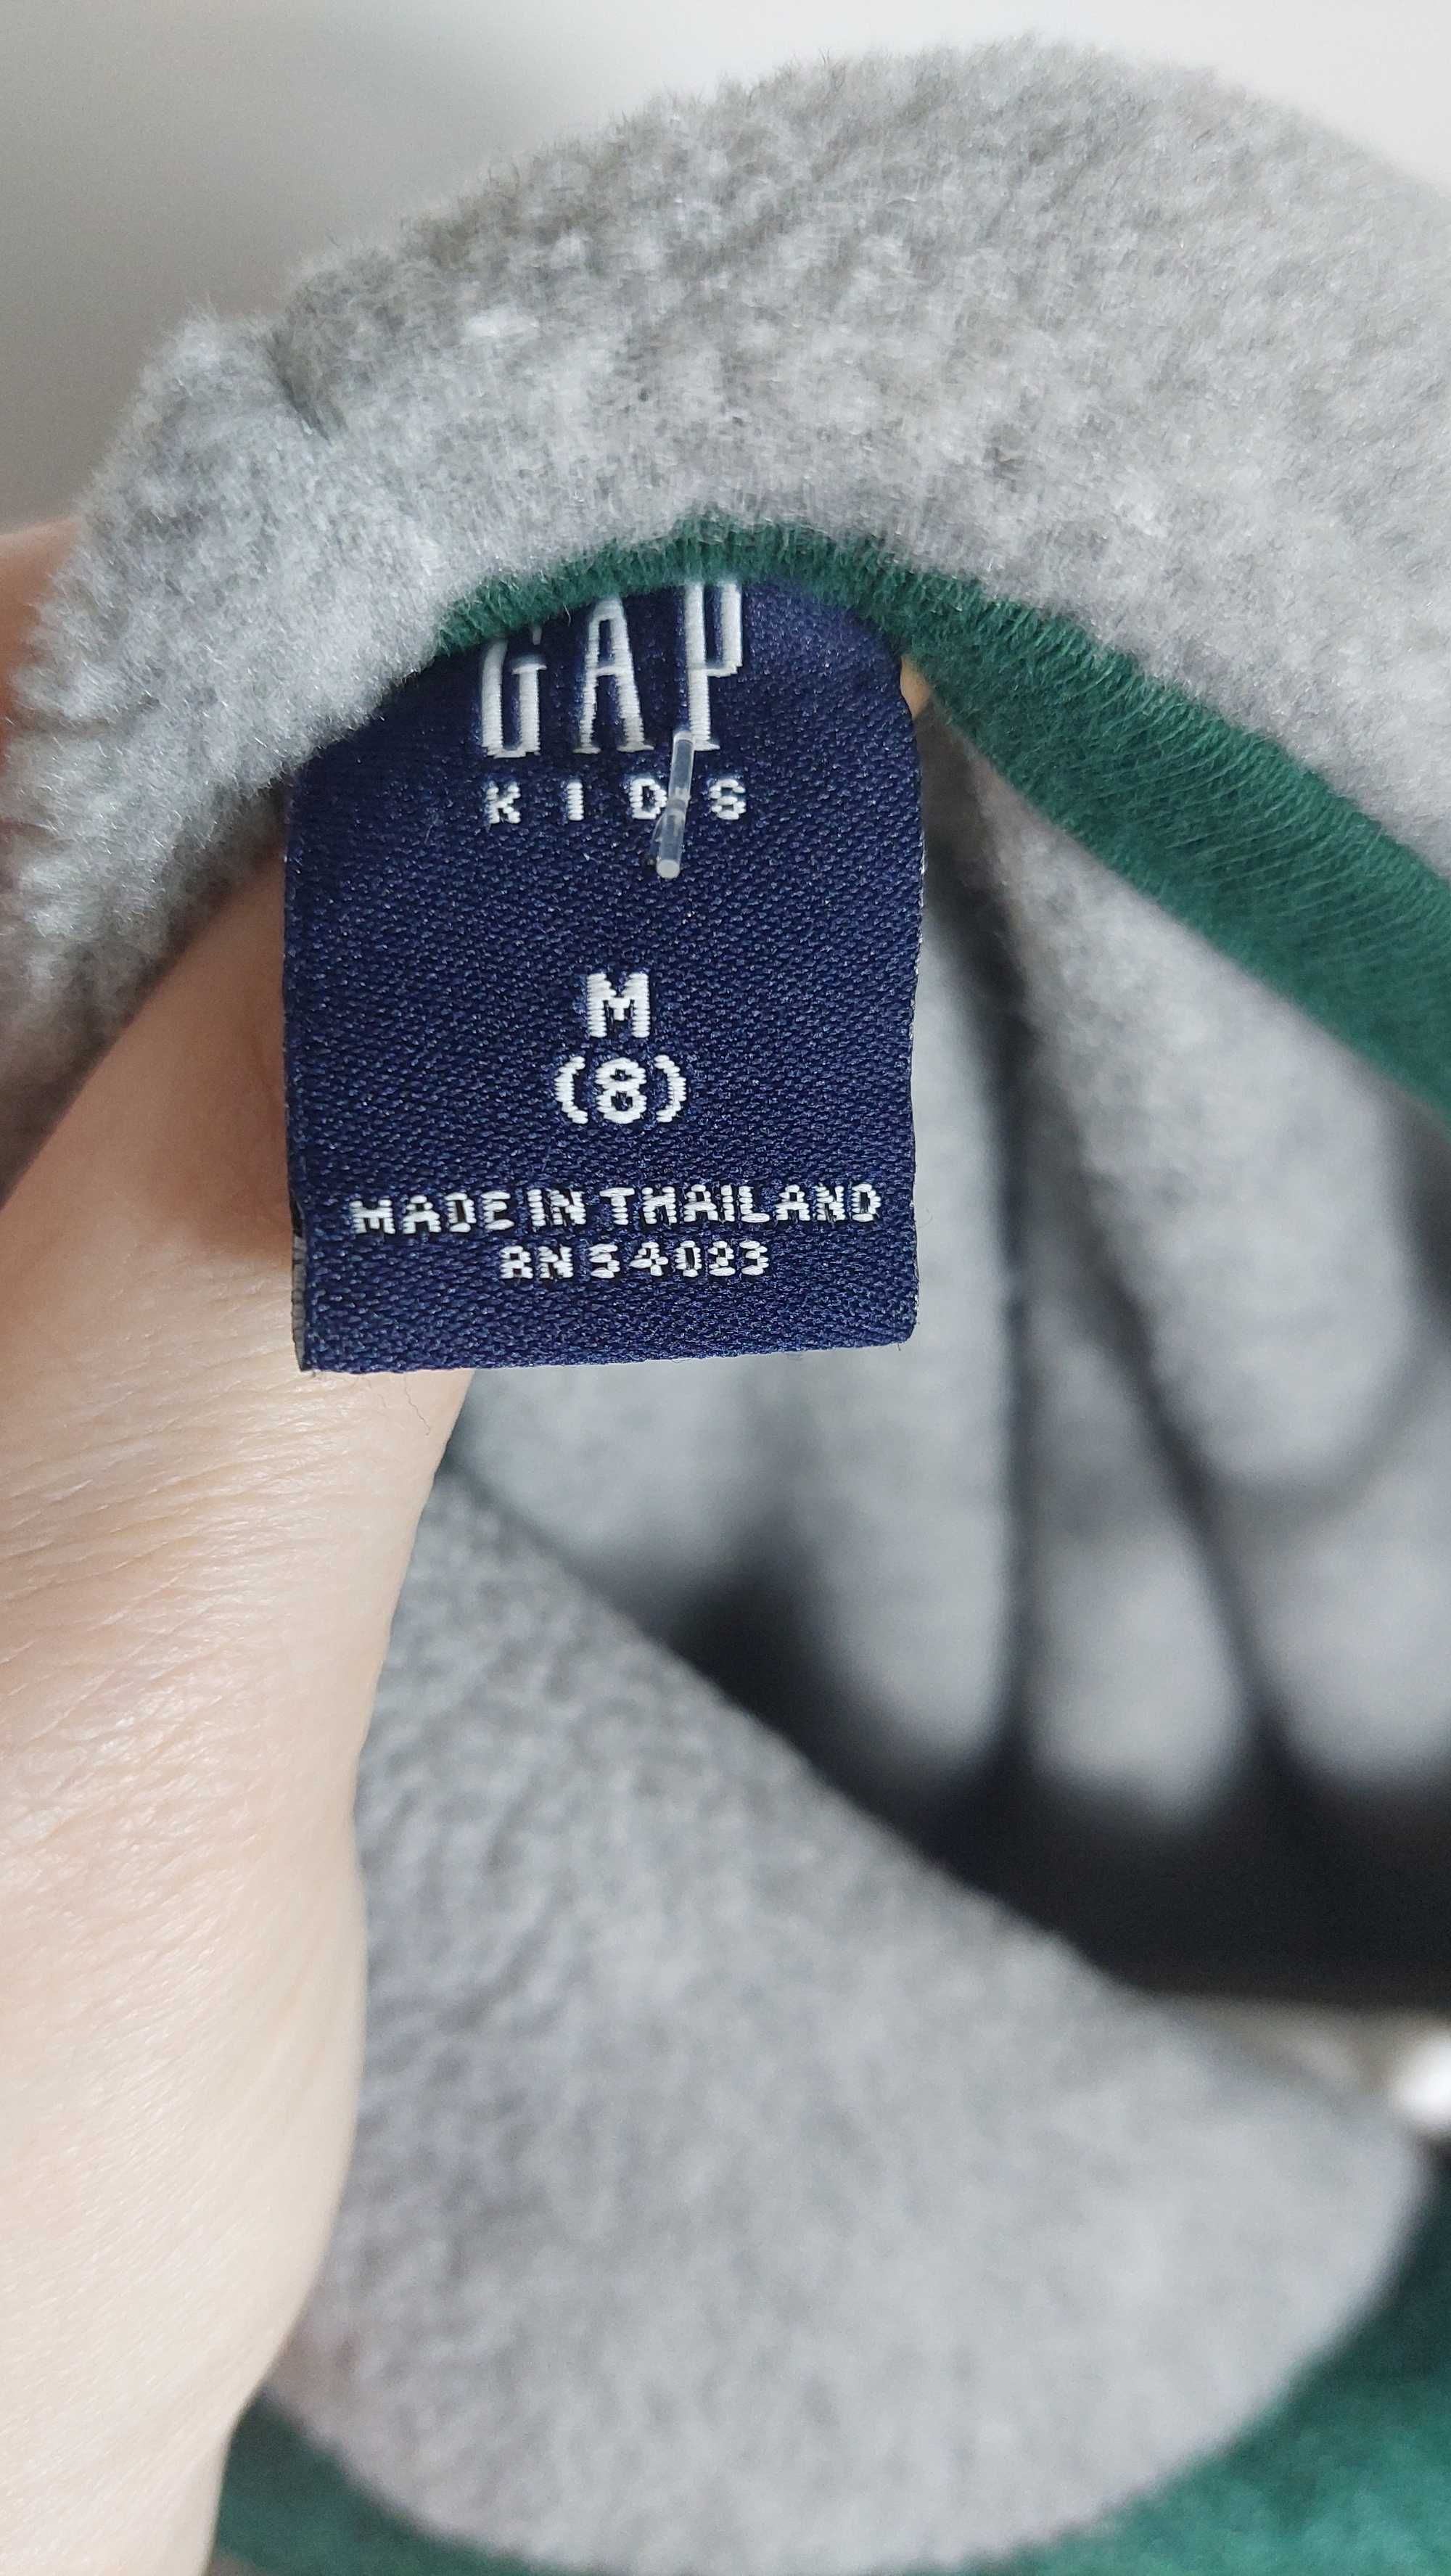 GAP
KIDS
M
(8)
MADE IN THAILAND
RN 54023